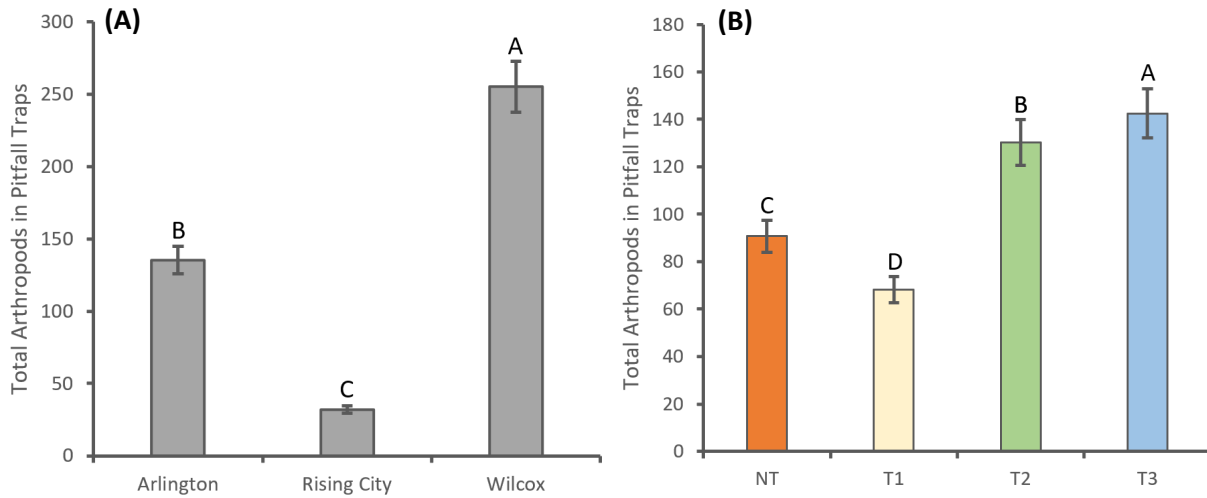 (A)
Total Arthropods in Pitfall Traps
300
250
200
150
100
50
0
B
C
A
Arlington
Rising City
Wilcox
(B)
Total Arthropods in Pitfall Traps
180
160
140
120
100
80
60
40
20
0
C
D
B
A
NT
T1
T2
T3